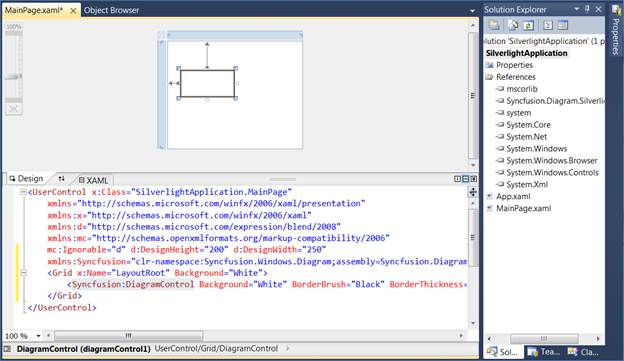 MainPage.xaml*
Object Browser
100%
Design
XAML
<UserControl x:Class="SilverlightApplication.MainPage"
xmlns="http://schemas.microsoft.com/winfx/2006/xaml/presentation"
xmlns:x="http://schemas.microsoft.com/winfx/2006/xaml"
xmlns:d="http://schemas.microsoft.com/expression/blend/2008"
xmlns:mc="http://schemas.openxmlformats.org/markup-compatibility/2006"
mc:Ignorable="d" d:DesignHeight="200" d:DesignWidth="250"
xmlns:Syncfusion="clr-namespace:Syncfusion.Windows.Diagram;assembly=Syncfusion.Diagram
<Grid x:Name="LayoutRoot" Background="White">
<Syncfusion:DiagramControl Background="White" BorderBrush="Black" BorderThickness=
</Grid>
</UserControl>
100 %
DiagramControl (diagramControl1) UserControl/Grid/DiagramControl
Solution Explorer
olution 'SilverlightApplication' (1 p
SilverlightApplication
Properties
References
mscorlib
Syncfusion.Diagram.Silverli
system
System.Core
System.Net
System.Windows
System.Windows.Browser
System.Windows.Controls
System.Xml
App.xaml
MainPage.xaml
Sol...
Tea...
Cla...
Properties